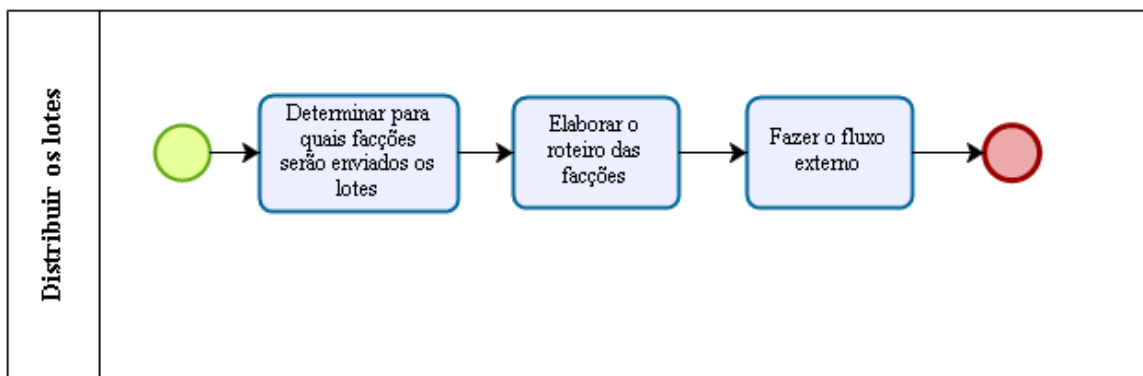 Distribuir os lotes
Determinar para
quais facções
serão enviados os
lotes
Elaborar o
roteiro das
facções
Fazer o fluxo
externo